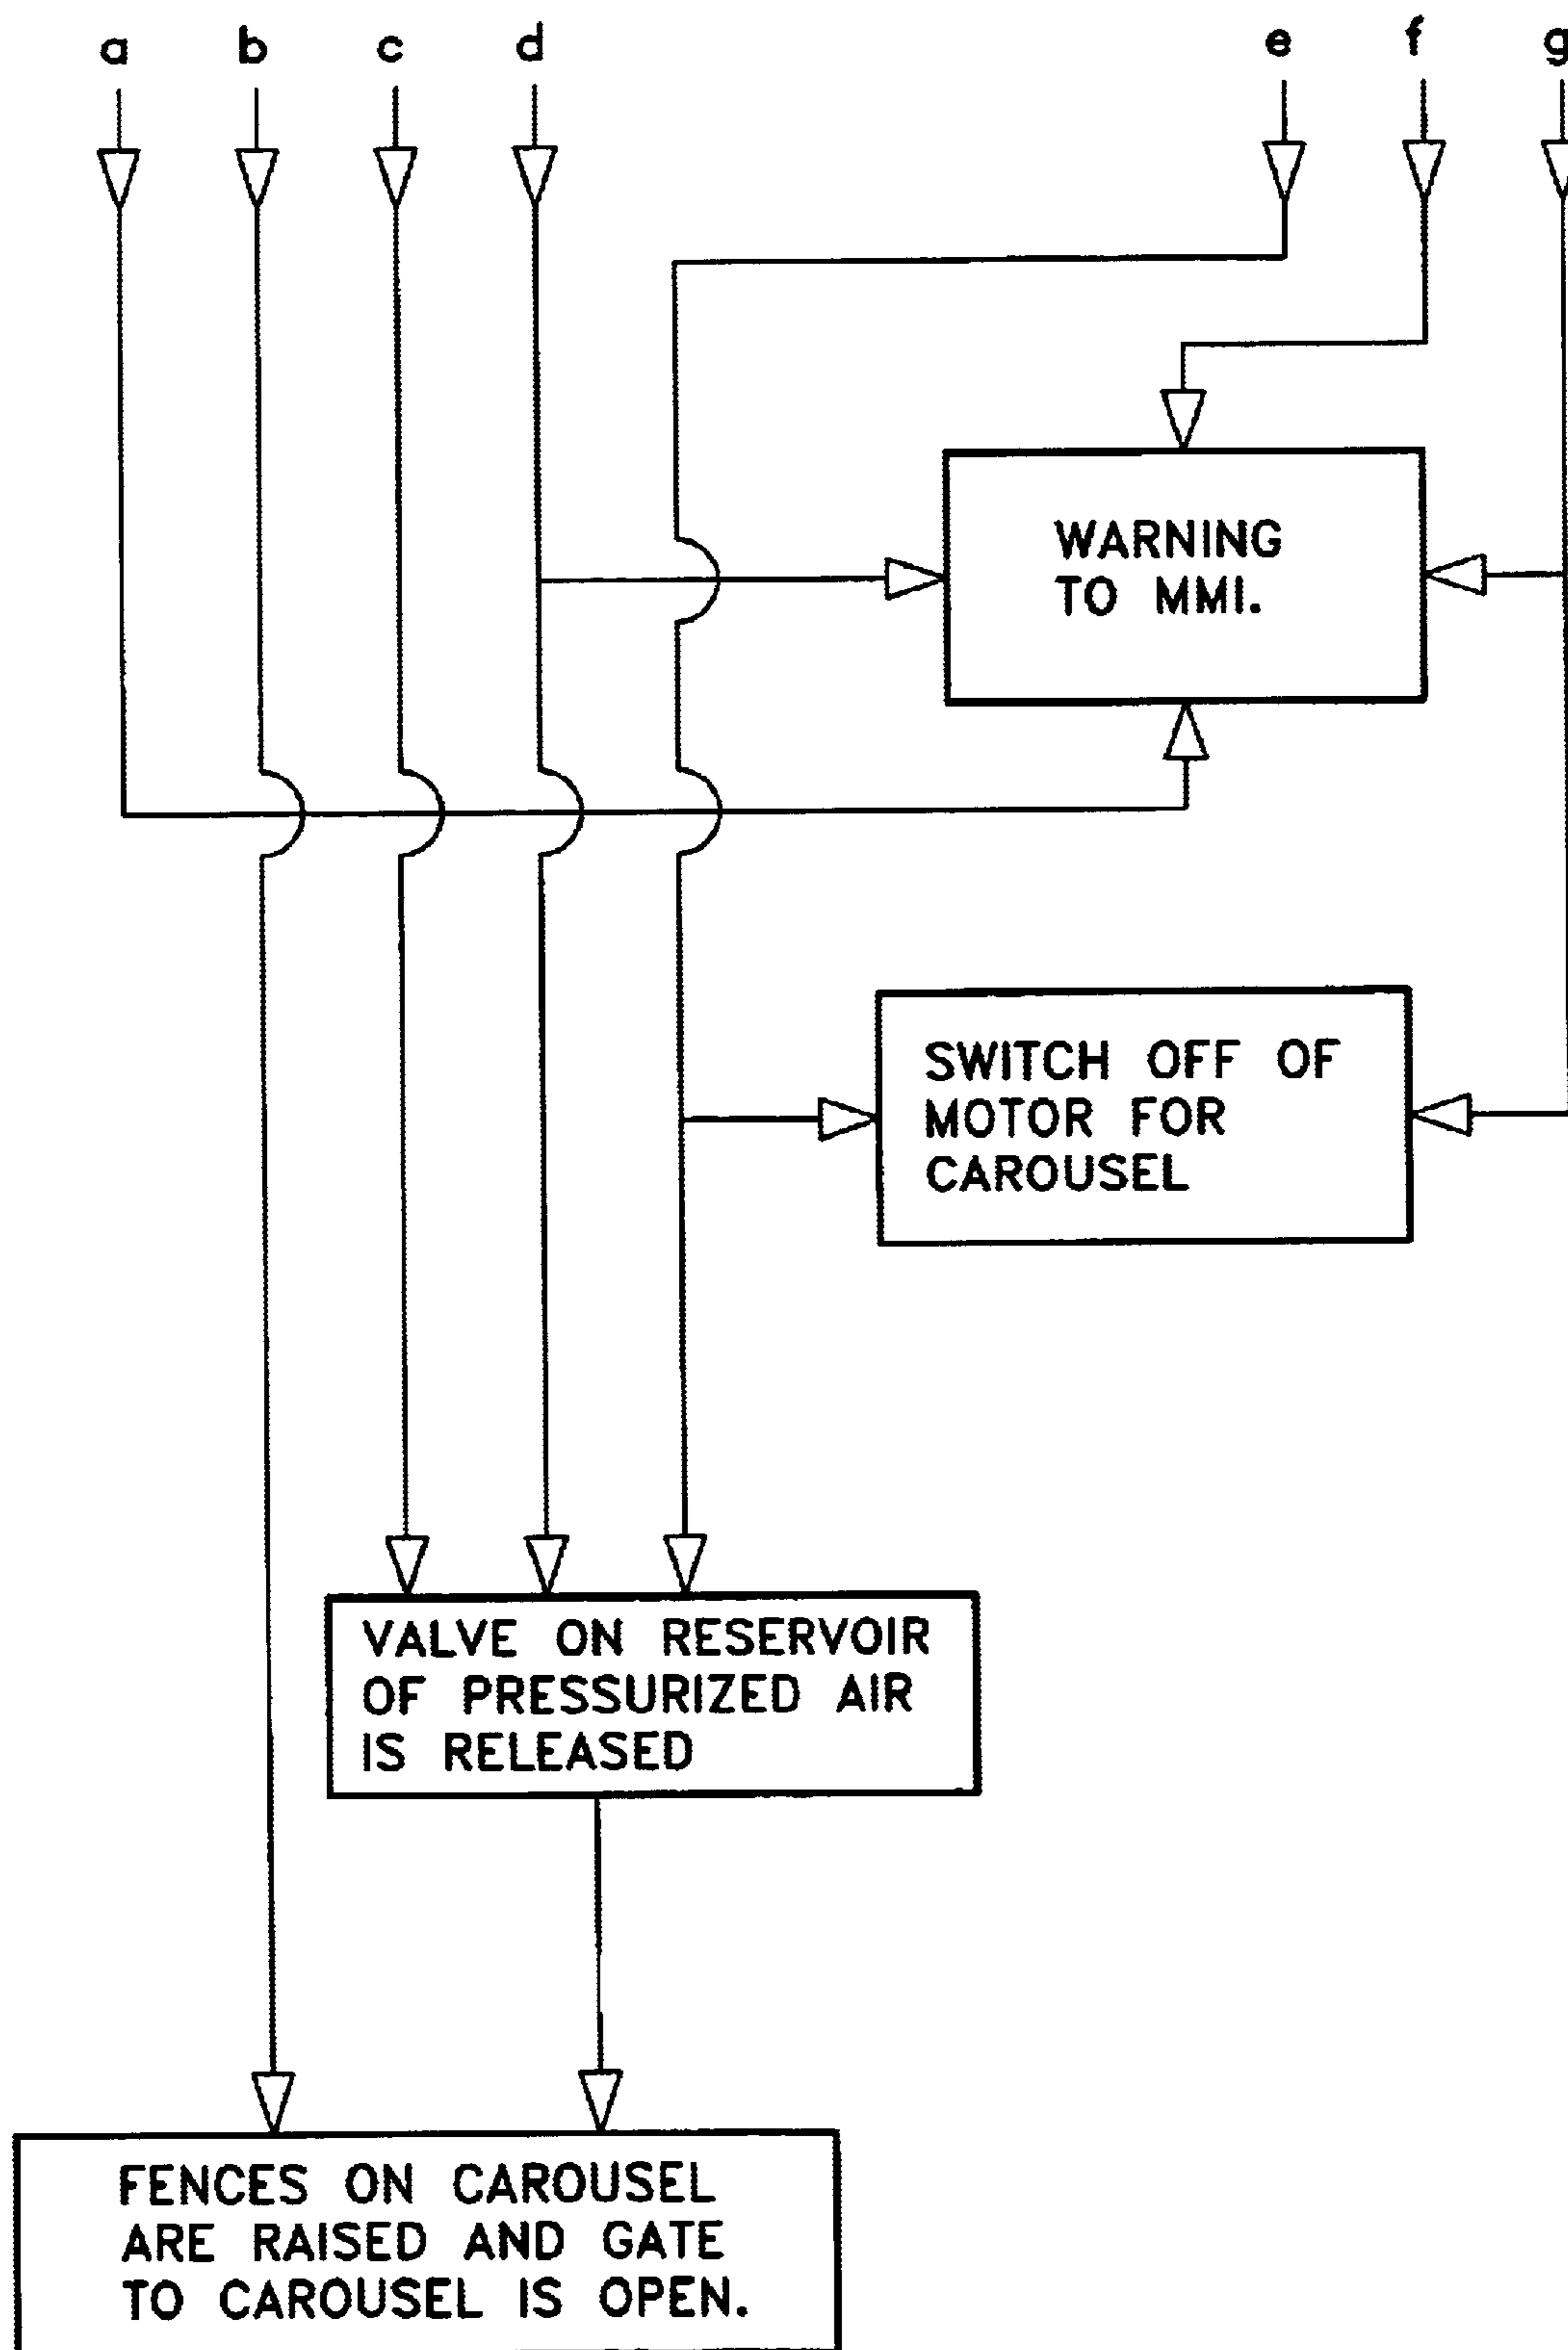 a b c d e f g
WARNING
TO MMI.
SWITCH OFF OF
MOTOR FOR
CAROUSEL
VALVE ON RESERVOIR
OF PRESSURIZED AIR
IS RELEASED
FENCES ON CAROUSEL
ARE RAISED AND GATE
TO CAROUSEL IS OPEN.